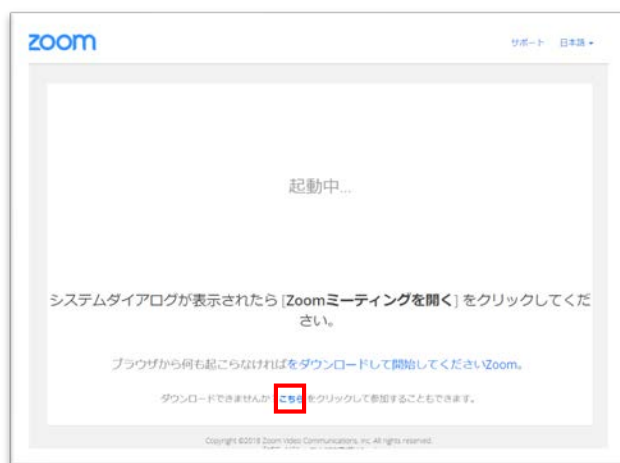 zoom
サポート 日本語
起動中...
システムダイアログが表示されたら [Zoomミーティングを開く] をクリックしてくだ
さい。
ブラウザから何も起こらなければをダウンロードして開始してくださいZoom。
ダウンロードできませんか こちらをクリックして参加することもできます。
Copyright ©2018 Zoom Video Communications, Inc. All rights reserved.